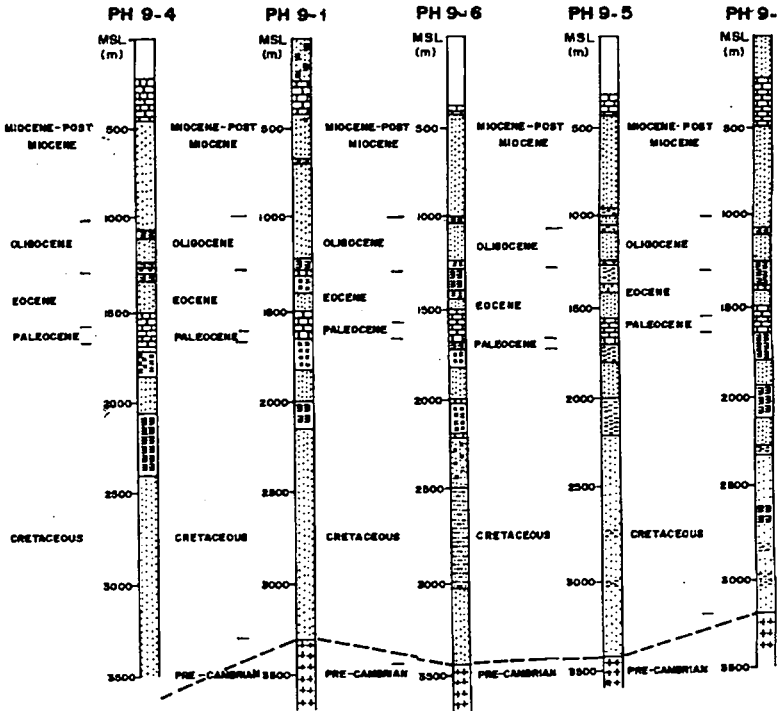 PH 9-4
PH 9-1
PH 9-6
PH 9-5
PH 9-
MSL
(m)
MSL
(m)
MSL
(m)
MSL
(m)
MSL
(m)
MIOCENE-POST
MIOCENE
MIOCENE-POST
MIOCENE
MIOCENE-POST
MIOCENE
MIOCENE-POST
MIOCENE
MIOCENE-POST
MIOCENE
500
500
500
500
500
1000
1000
1000
1000
1000
OLIGOCENE
OLIGOCENE
OLIGOCENE
OLIGOCENE
OLIGOCENE
EOCENE
EOCENE
EOCENE
EOCENE
EOCENE
1500
1500
1500
1500
1500
PALEOCENE
PALEOCENE
PALEOCENE
PALEOCENE
PALEOCENE
2000
2000
2000
2000
2000
2500
2500
2500
2500
2500
CRETACEOUS
CRETACEOUS
CRETACEOUS
CRETACEOUS
CRETACEOUS
3000
3000
3000
3000
3000
3500
3500
3500
3500
3500
PRE-CAMBRIAN
PRE-CAMBRIAN
PRE-CAMBRIAN
PRE-CAMBRIAN